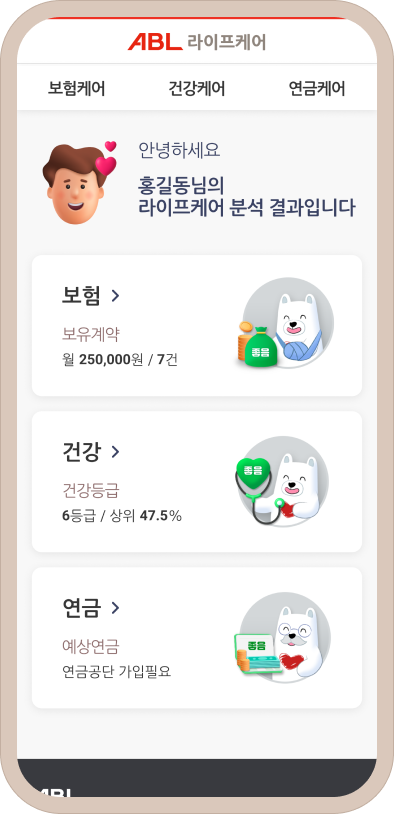 ABL 라이프케어
보험케어 건강케어 연금케어
안녕하세요
홍길동님의
라이프케어 분석 결과입니다
보험 >
보유계약
월 250,000원 / 7건
좋음
건강 >
건강등급
6등급 / 상위 47.5%
좋음
연금 >
예상연금
연금공단 가입필요
좋음
ABL